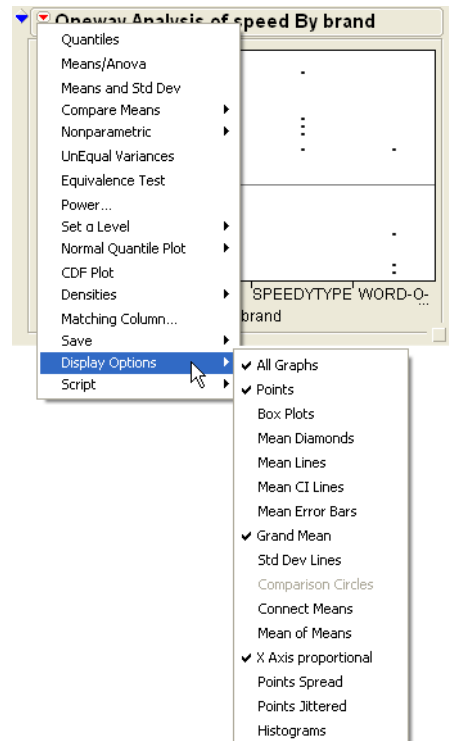 Oneway Analysis of speed By brand
Quantiles
Means/Anova
Means and Std Dev
Compare Means
Nonparametric
UnEqual Variances
Equivalence Test
Power...
Set α Level
Normal Quantile Plot
CDF Plot
Densities
Matching Column...
Save
Display Options
Script
SPEEDYTYPE WORD-O-
brand
All Graphs
Points
Box Plots
Mean Diamonds
Mean Lines
Mean CI Lines
Mean Error Bars
Grand Mean
Std Dev Lines
Comparison Circles
Connect Means
Mean of Means
X Axis proportional
Points Spread
Points Jittered
Histograms